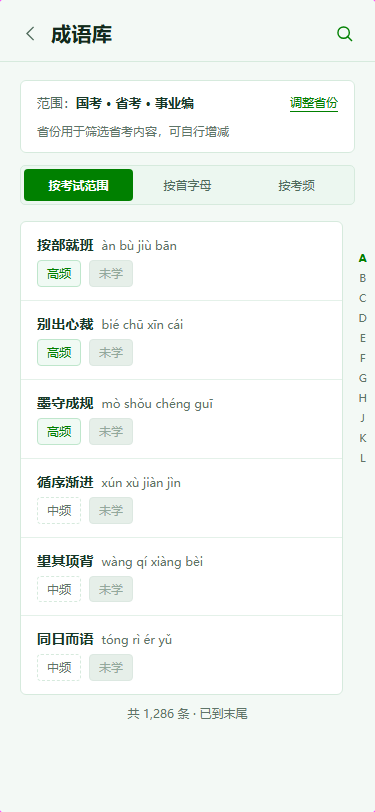 成语库
范围：国考 • 省考 • 事业编 调整省份
省份用于筛选省考内容，可自行增减
按考试范围 按首字母 按考频
按部就班 àn bù jiù bān
高频 未学
别出心裁 bié chū xīn cái
高频 未学
墨守成规 mò shǒu chéng guī
高频 未学
循序渐进 xún xù jiàn jìn
中频 未学
望其项背 wàng qí xiàng bèi
中频 未学
同日而语 tóng rì ér yǔ
中频 未学
共 1,286 条 · 已到末尾
A
B
C
D
E
F
G
H
J
K
L